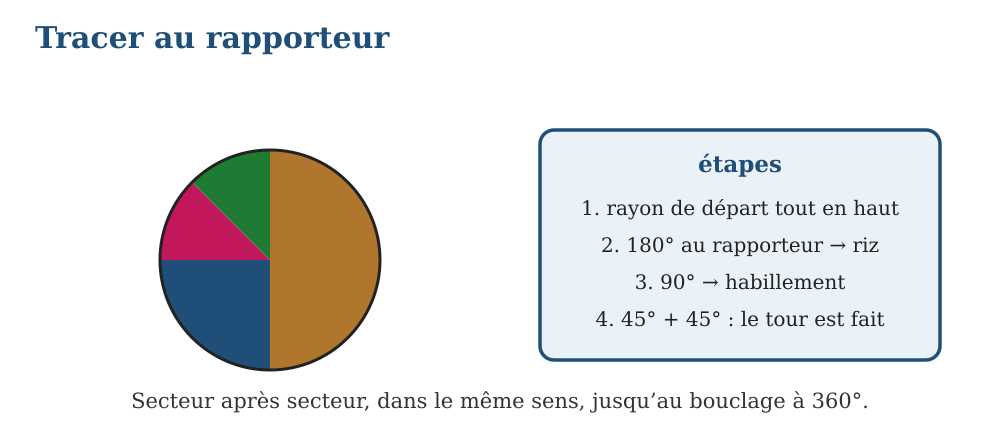 Tracer au rapporteur
étapes
1. rayon de départ tout en haut
2. 180° au rapporteur → riz
3. 90° → habillement
4. 45° + 45° : le tour est fait
Secteur après secteur, dans le même sens, jusqu’au bouclage à 360°.